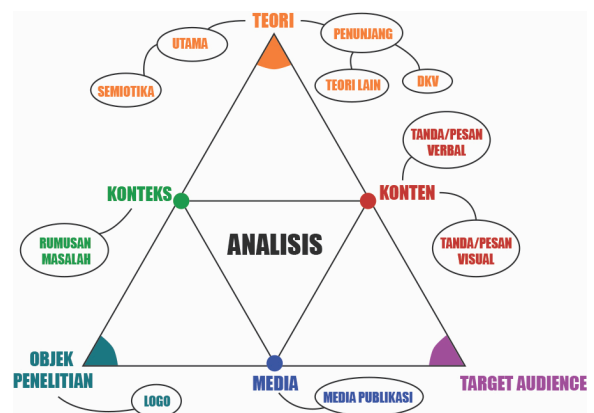 TEORI
UTAMA
PENUNJANG
SEMIOTIKA
TEORI LAIN
DKV
TANDA/PESAN
VERBAL
KONTEKS
KONTEN
RUMUSAN
MASALAH
ANALISIS
TANDA/PESAN
VISUAL
OBJEK
PENELITIAN
MEDIA
TARGET AUDIENCE
LOGO
MEDIA PUBLIKASI